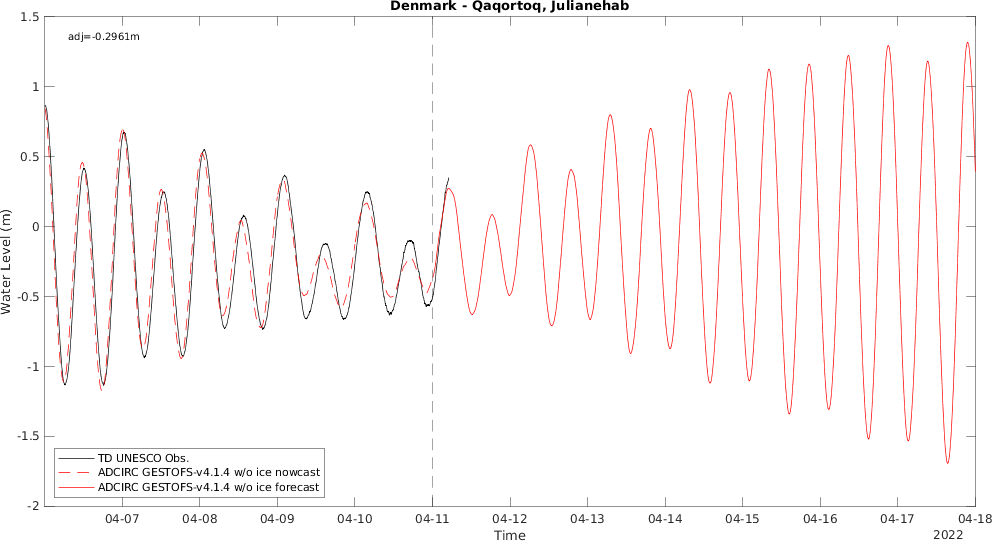 Denmark - Qaqortoq, Julianehab
adj=-0.2961m
1.5
1
0.5
0
-0.5
-1
-1.5
-2
Water Level (m)
TD UNESCO Obs.
ADCIRC GESTOFS-v4.1.4 w/o ice nowcast
ADCIRC GESTOFS-v4.1.4 w/o ice forecast
04-07 04-08 04-09 04-10 04-11 04-12 04-13 04-14 04-15 04-16 04-17 04-18
Time
2022